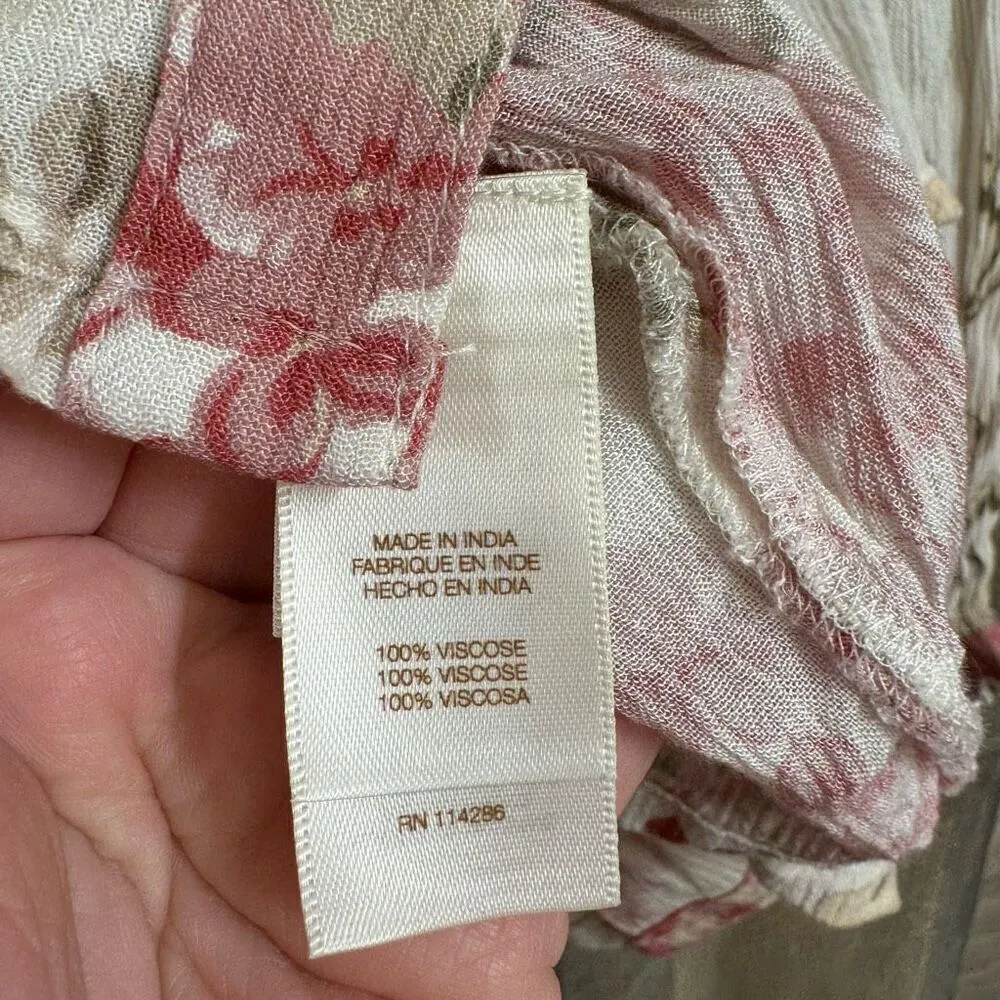 MADE IN INDIA
FABRIQUE EN INDE
HECHO EN INDIA
100% VISCOSE
100% VISCOSE
100% VISCOSA
RN 114286